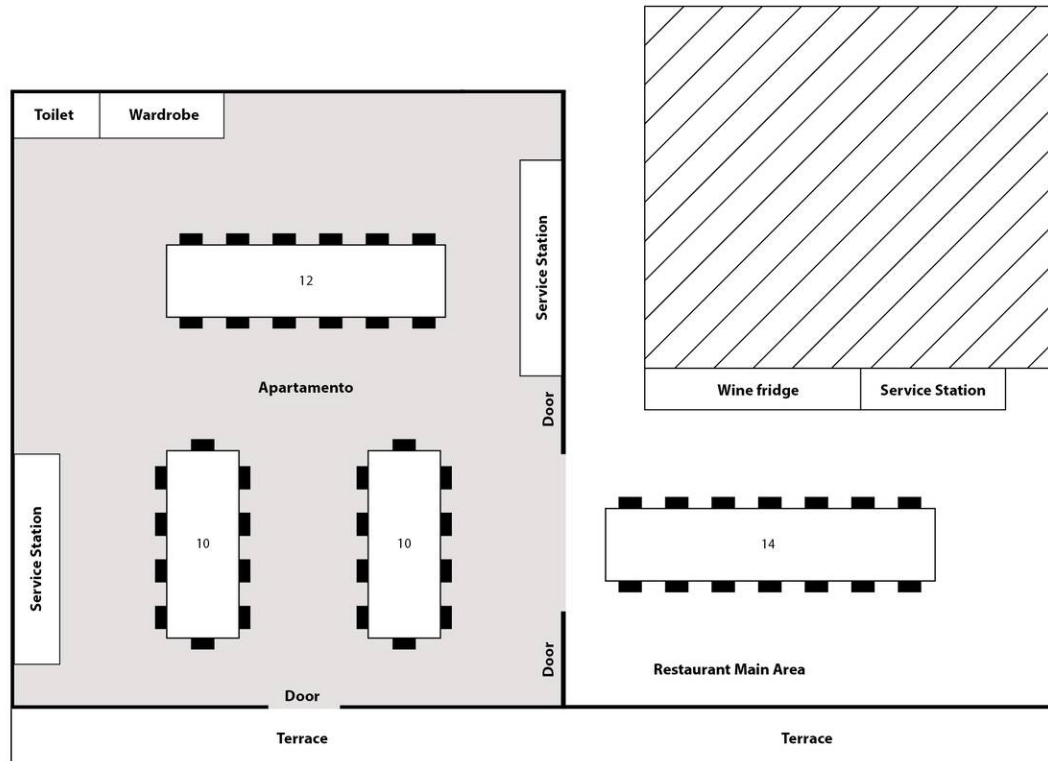 Toilet
Wardrobe
Service Station
12
Apartamento
Door
Wine fridge
Service Station
Service Station
10
10
14
Door
Restaurant Main Area
Door
Terrace
Terrace